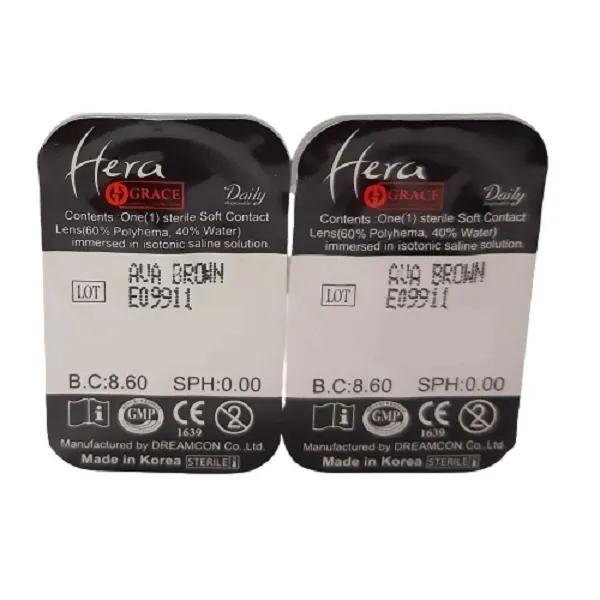 Hera
GRACE
Daily
Contents :One(1) sterile Soft Contact
Lens(60% Polyhema, 40% Water)
immersed in isotonic saline solution.
AVA BROWN
LOT
E09911
B.C:8.60 SPH:0.00
GMP
CE
1639
Manufactured by DREAMCON Co.,Ltd.
Made in Korea STERILE
Hera
GRACE
Daily
Contents :One(1) sterile Soft Contact
Lens(60% Polyhema, 40% Water)
immersed in isotonic saline solution.
AVA BROWN
LOT
E09911
B.C:8.60 SPH:0.00
GMP
CE
1639
Manufactured by DREAMCON Co.,Ltd.
Made in Korea STERILE